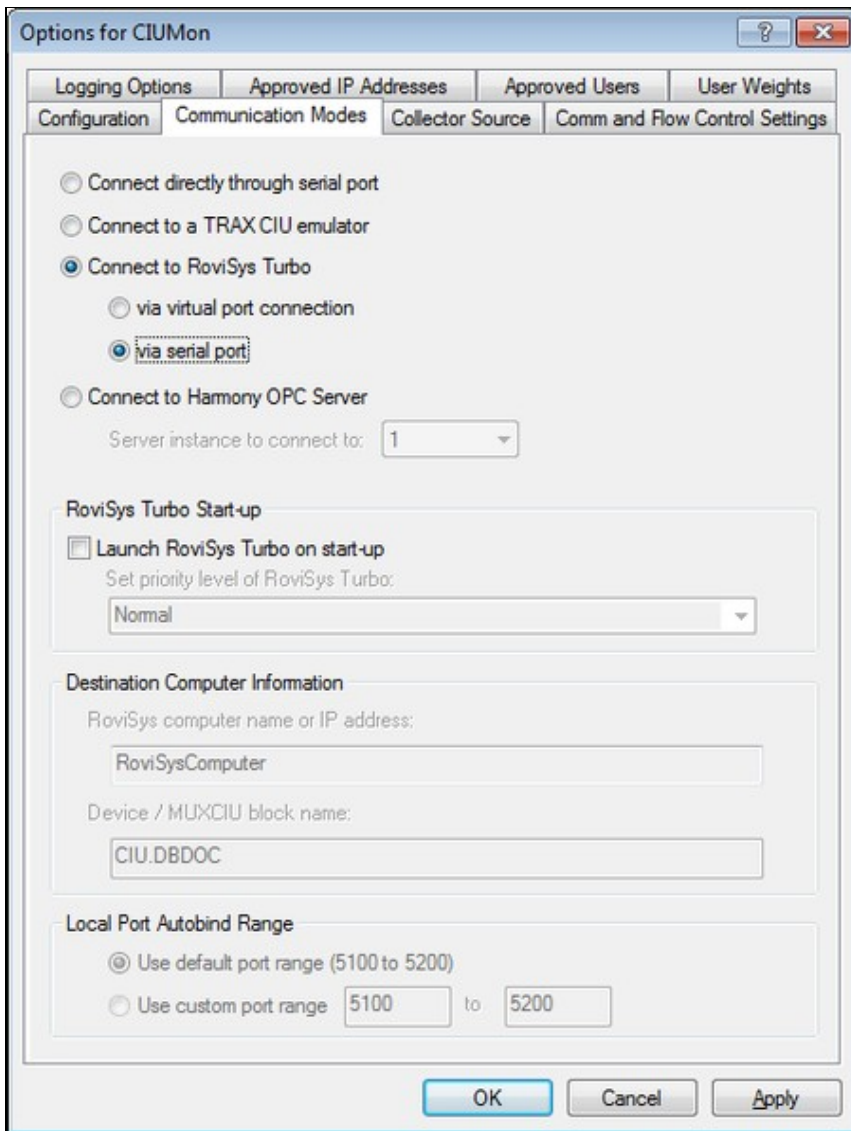 Options for CIUMon
Logging Options Approved IP Addresses Approved Users User Weights
Configuration Communication Modes Collector Source Comm and Flow Control Settings
Connect directly through serial port
Connect to a TRAX CIU emulator
Connect to RoviSys Turbo
via virtual port connection
via serial port
Connect to Harmony OPC Server
Server instance to connect to: 1
RoviSys Turbo Start-up
Launch RoviSys Turbo on start-up
Set priority level of RoviSys Turbo:
Normal
Destination Computer Information
RoviSys computer name or IP address:
RoviSysComputer
Device / MUXCIU block name:
CIU.DBDOC
Local Port Autobind Range
Use default port range (5100 to 5200)
Use custom port range 5100 to 5200
OK Cancel Apply